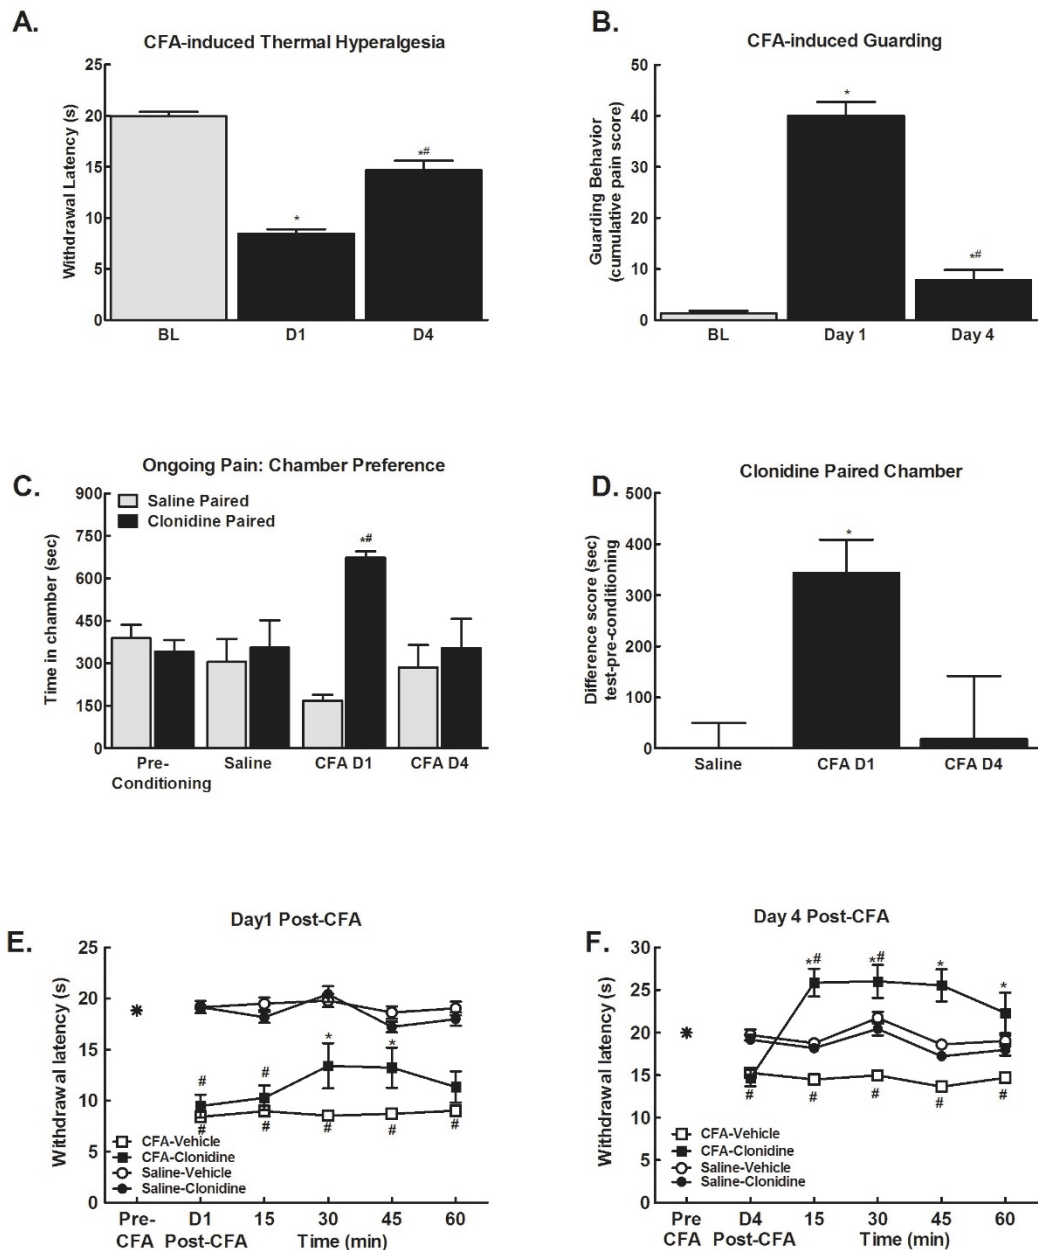 A.
CFA-induced Thermal Hyperalgesia
Withdrawal Latency (s)
25
20
15
10
5
0
*
*#
BL
D1
D4
B.
CFA-induced Guarding
Guarding Behavior
(cumulative pain score)
50
40
30
20
10
0
*
*#
BL
Day 1
Day 4
C.
Ongoing Pain: Chamber Preference
Saline Paired
Clonidine Paired
Time in chamber (sec)
900
750
600
450
300
150
0
*#
Pre-
Conditioning
Saline
CFA D1
CFA D4
D.
Clonidine Paired Chamber
Difference score (sec)
test-pre-conditioning
500
400
300
200
100
0
*
Saline
CFA D1
CFA D4
E.
Day1 Post-CFA
Withdrawal latency (s)
25
20
15
10
5
0
# # * *
# # # # #
CFA-Vehicle
CFA-Clonidine
Saline-Vehicle
Saline-Clonidine
Pre-
CFA
D1
Post-CFA
15
30
45
60
Time (min)
F.
Day 4 Post-CFA
Withdrawal latency (s)
30
25
20
15
10
5
0
*# *# * *
# # # # #
CFA-Vehicle
CFA-Clonidine
Saline-Vehicle
Saline-Clonidine
Pre
CFA
D4
Post-CFA
15
30
45
60
Time (min)